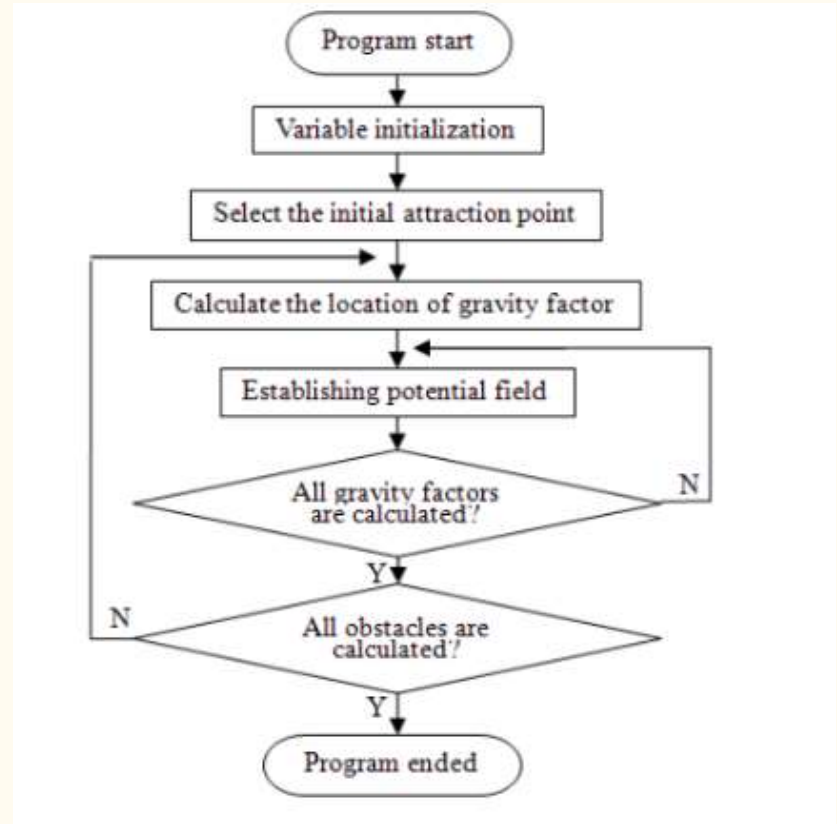 Program start
Variable initialization
Select the initial attraction point
Calculate the location of gravity factor
Establishing potential field
All gravity factors
are calculated?
N
Y
All obstacles are
calculated?
N
Y
Program ended